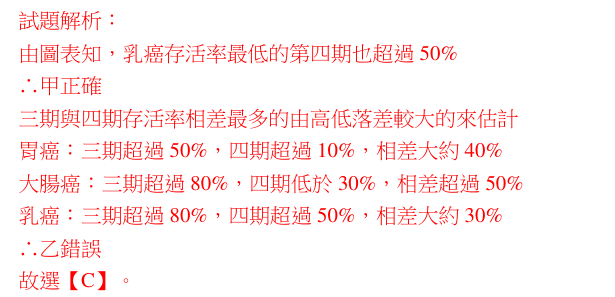 試題解析：
由圖表知，乳癌存活率最低的第四期也超過 50%
∴甲正確
三期與四期存活率相差最多的由高低落差較大的來估計
胃癌：三期超過 50%，四期超過 10%，相差大約 40%
大腸癌：三期超過 80%，四期低於 30%，相差超過 50%
乳癌：三期超過 80%，四期超過 50%，相差大約 30%
∴乙錯誤
故選【C】。